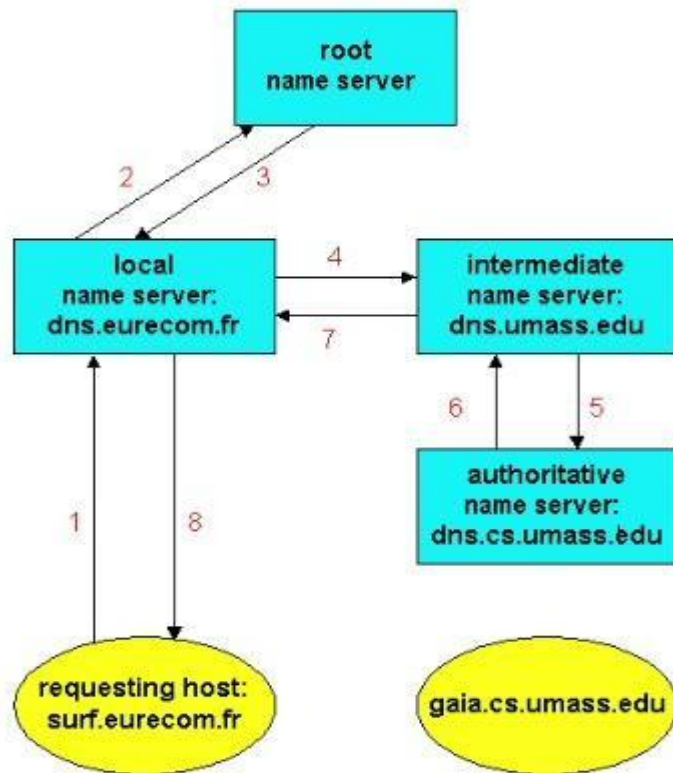 root
name server
2
3
local
name server:
dns.eurecom.fr
4
intermediate
name server:
dns.umass.edu
7
6
5
authoritative
name server:
dns.cs.umass.edu
1
8
requesting host:
surf.eurecom.fr
gaia.cs.umass.edu